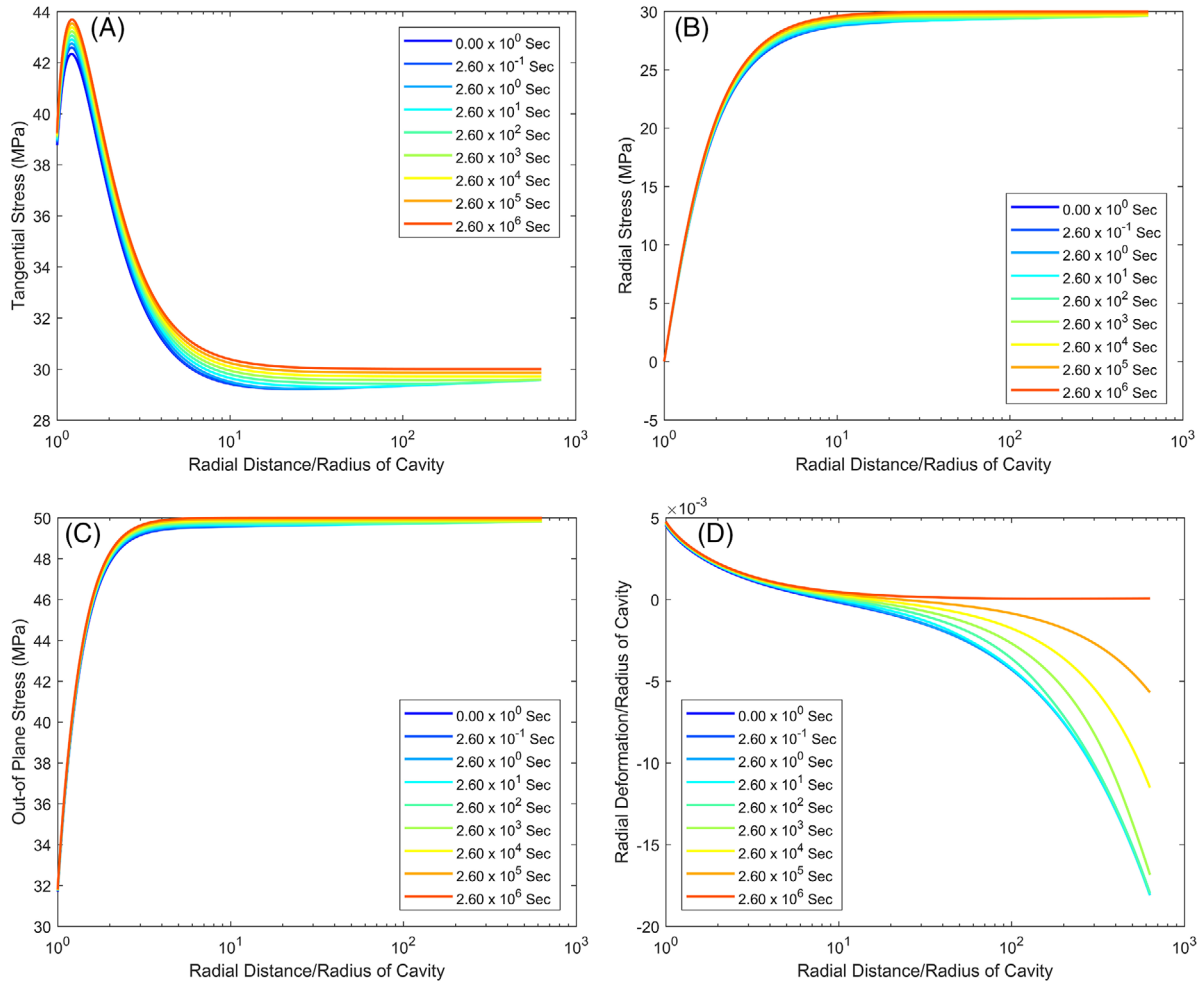 (A)
Tangential Stress (MPa)
44
42
40
38
36
34
32
30
28
0.00 x 10^0 Sec
2.60 x 10^-1 Sec
2.60 x 10^0 Sec
2.60 x 10^1 Sec
2.60 x 10^2 Sec
2.60 x 10^3 Sec
2.60 x 10^4 Sec
2.60 x 10^5 Sec
2.60 x 10^6 Sec
10^0 10^1 10^2 10^3
Radial Distance/Radius of Cavity
(B)
Radial Stress (MPa)
30
25
20
15
10
5
0
-5
0.00 x 10^0 Sec
2.60 x 10^-1 Sec
2.60 x 10^0 Sec
2.60 x 10^1 Sec
2.60 x 10^2 Sec
2.60 x 10^3 Sec
2.60 x 10^4 Sec
2.60 x 10^5 Sec
2.60 x 10^6 Sec
10^0 10^1 10^2 10^3
Radial Distance/Radius of Cavity
(C)
Out-of Plane Stress (MPa)
50
48
46
44
42
40
38
36
34
32
30
0.00 x 10^0 Sec
2.60 x 10^-1 Sec
2.60 x 10^0 Sec
2.60 x 10^1 Sec
2.60 x 10^2 Sec
2.60 x 10^3 Sec
2.60 x 10^4 Sec
2.60 x 10^5 Sec
2.60 x 10^6 Sec
10^0 10^1 10^2 10^3
Radial Distance/Radius of Cavity
×10^-3
(D)
Radial Deformation/Radius of Cavity
5
0
-5
-10
-15
-20
0.00 x 10^0 Sec
2.60 x 10^-1 Sec
2.60 x 10^0 Sec
2.60 x 10^1 Sec
2.60 x 10^2 Sec
2.60 x 10^3 Sec
2.60 x 10^4 Sec
2.60 x 10^5 Sec
2.60 x 10^6 Sec
10^0 10^1 10^2 10^3
Radial Distance/Radius of Cavity